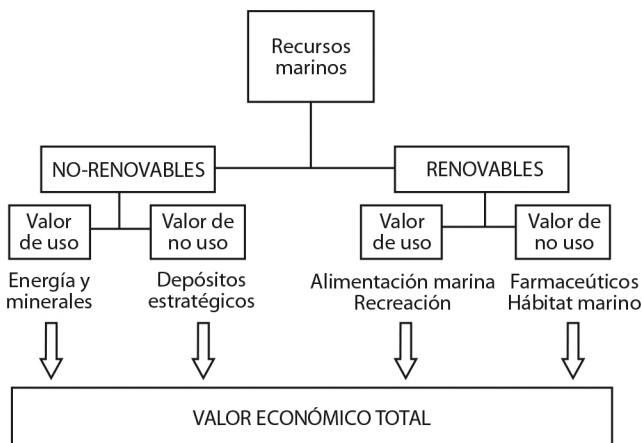 Recursos
marinos
NO-RENOVABLES
RENOVABLES
Valor
de uso
Valor de
no uso
Valor
de uso
Valor de
no uso
Energía y
minerales
Depósitos
estratégicos
Alimentación marina
Recreación
Farmaceúticos
Hábitat marino
VALOR ECONÓMICO TOTAL